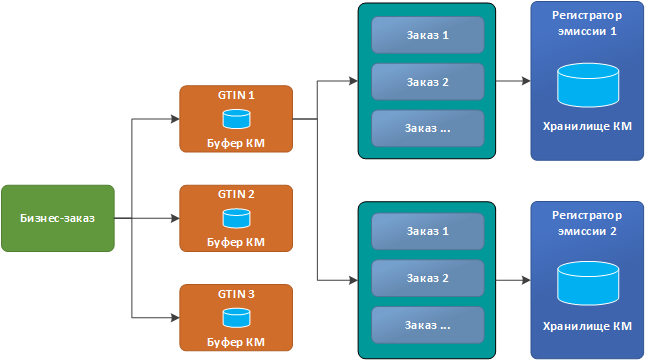 Бизнес-заказ
GTIN 1
Буфер КМ
GTIN 2
Буфер КМ
GTIN 3
Буфер КМ
Заказ 1
Заказ 2
Заказ ...
Регистратор
эмиссии 1
Хранилище КМ
Заказ 1
Заказ 2
Заказ ...
Регистратор
эмиссии 2
Хранилище КМ